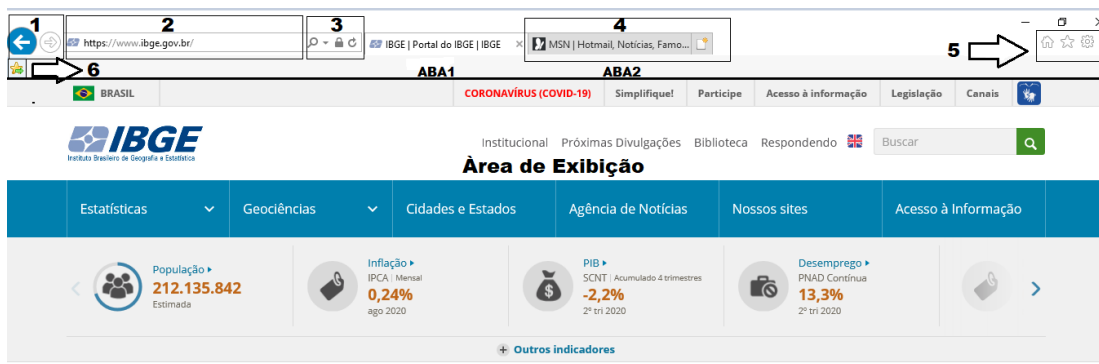 1 2 3 4
https://www.ibge.gov.br/ IBGE | Portal do IBGE | IBGE MSN | Hotmail, Notícias, Famo... 5
6 ABA1 ABA2
BRASIL CORONAVÍRUS (COVID-19) Simplifique! Participe Acesso à informação Legislação Canais
IBGE
Instituto Brasileiro de Geografia e Estatística
Institucional Próximas Divulgações Biblioteca Respondendo Buscar
Àrea de Exibição
Estatísticas Geociências Cidades e Estados Agência de Notícias Nossos sites Acesso à Informação
População
212.135.842
Estimada
Inflação
IPCA | Mensal
0,24%
ago 2020
PIB
SCNT | Acumulado 4 trimestres
-2,2%
2º tri 2020
Desemprego
PNAD Contínua
13,3%
2º tri 2020
+ Outros indicadores